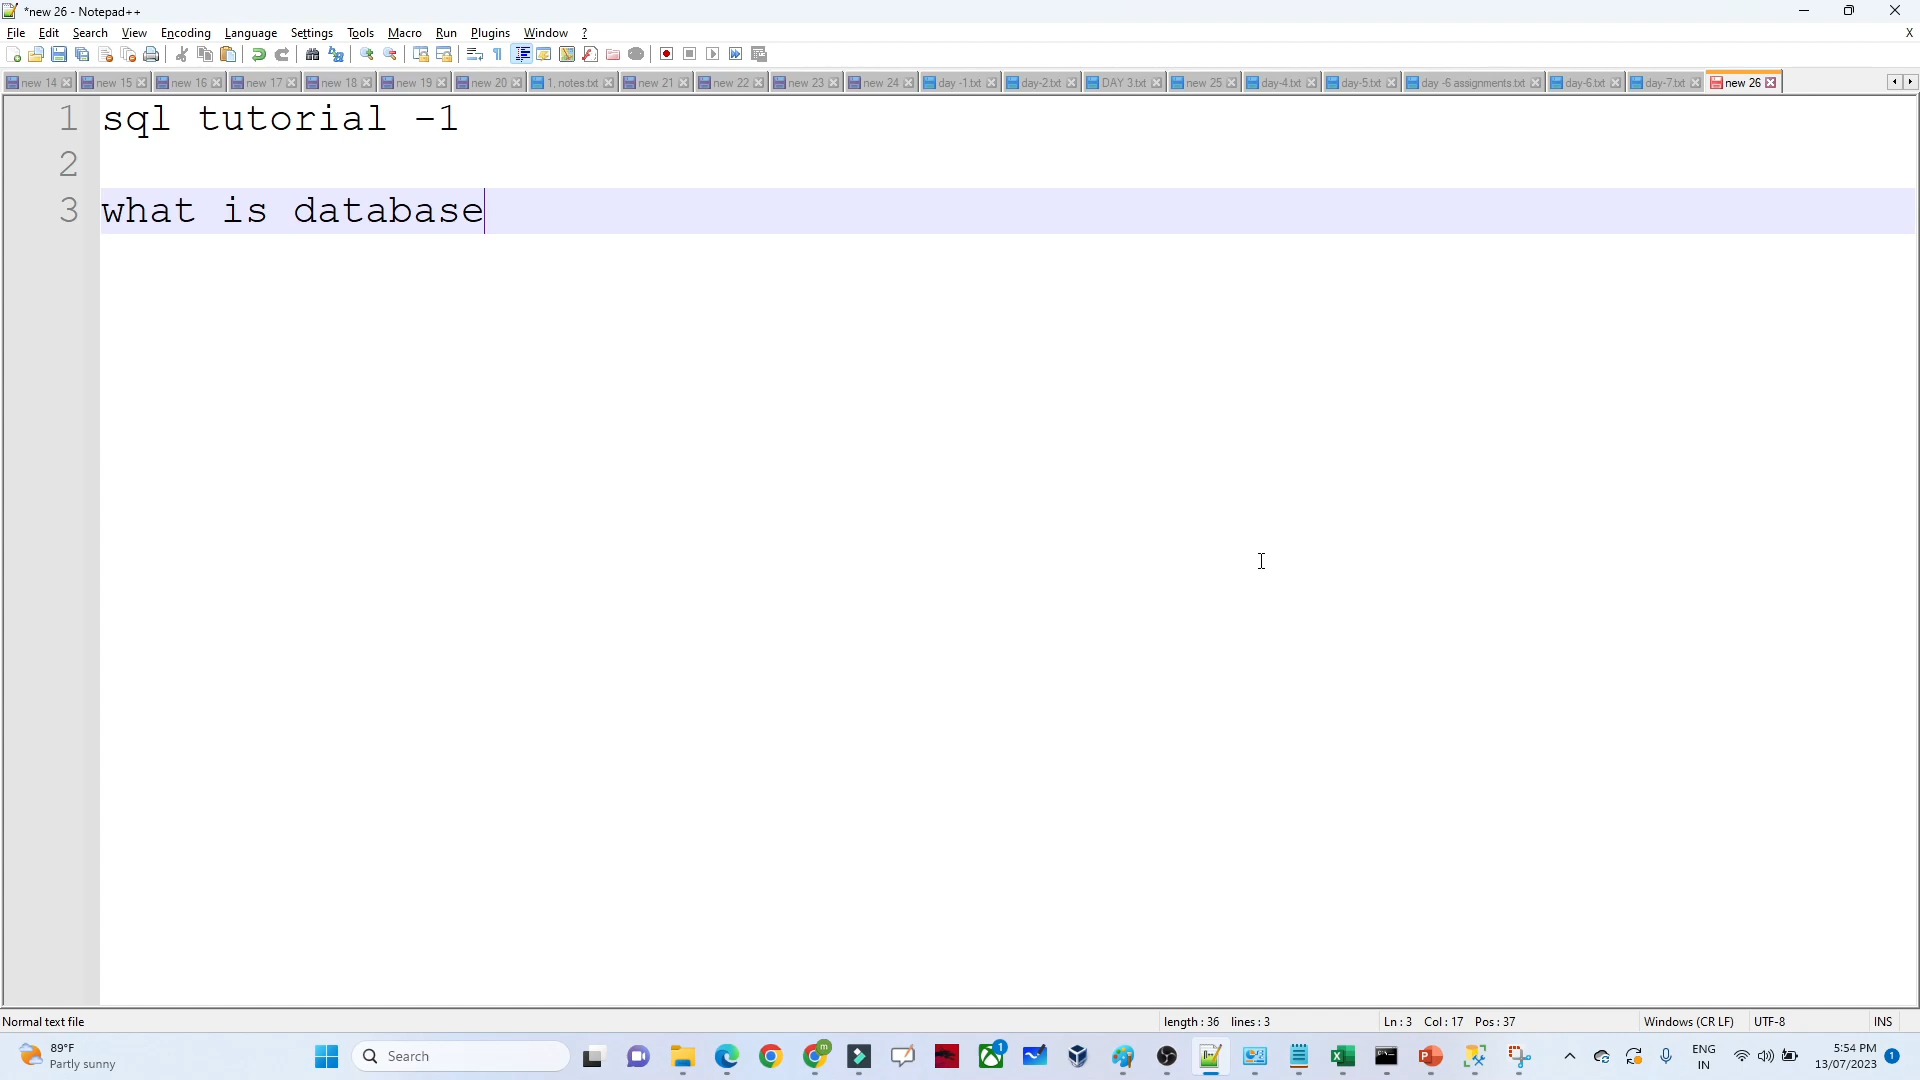 *new 26 - Notepad++
File Edit Search View Encoding Language Settings Tools Macro Run Plugins Window ? X
new 14 new 15 new 16 new 17 new 18 new 19 new 20 1, notes.txt new 21 new 22 new 23 new 24 day -1.txt day-2.txt DAY 3.txt new 25 day-4.txt day-5.txt day -6 assignments.txt day-6.txt day-7.txt new 26
1 sql tutorial -1
2
3 what is database
Normal text file length : 36 lines : 3 Ln : 3 Col : 17 Pos : 37 Windows (CR LF) UTF-8 INS
89°F
Partly sunny
Search
m
1
ENG
IN
5:54 PM
13/07/2023
1